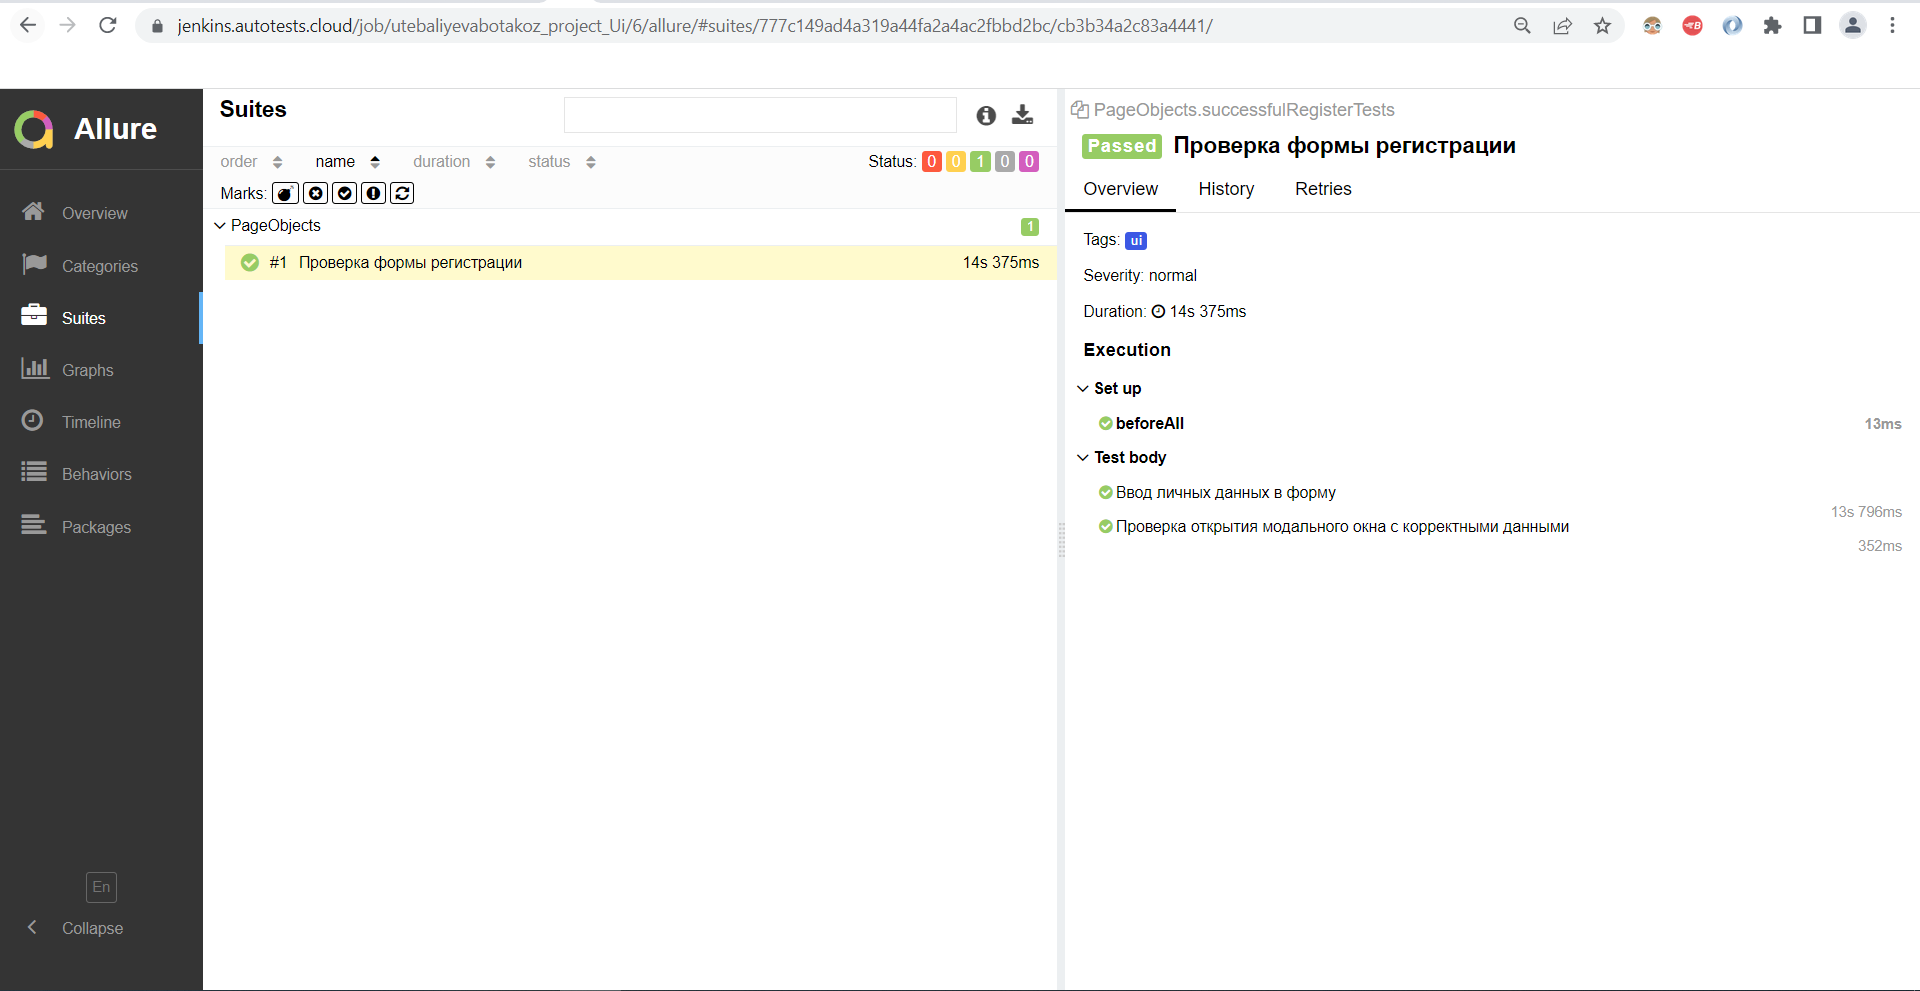 jenkins.autotests.cloud/job/utebaliyevabotakoz_project_Ui/6/allure/#suites/777c149ad4a319a44fa2a4ac2fbbd2bc/cb3b34a2c83a4441/
Allure
Overview
Categories
Suites
Graphs
Timeline
Behaviors
Packages
En
Collapse
Suites
order name duration status Status: 0 0 1 0 0
Marks:
PageObjects 1
#1 Проверка формы регистрации 14s 375ms
PageObjects.successfulRegisterTests
Passed Проверка формы регистрации
Overview History Retries
Tags: ui
Severity: normal
Duration: 14s 375ms
Execution
Set up
beforeAll 13ms
Test body
Ввод личных данных в форму
13s 796ms
Проверка открытия модального окна с корректными данными
352ms